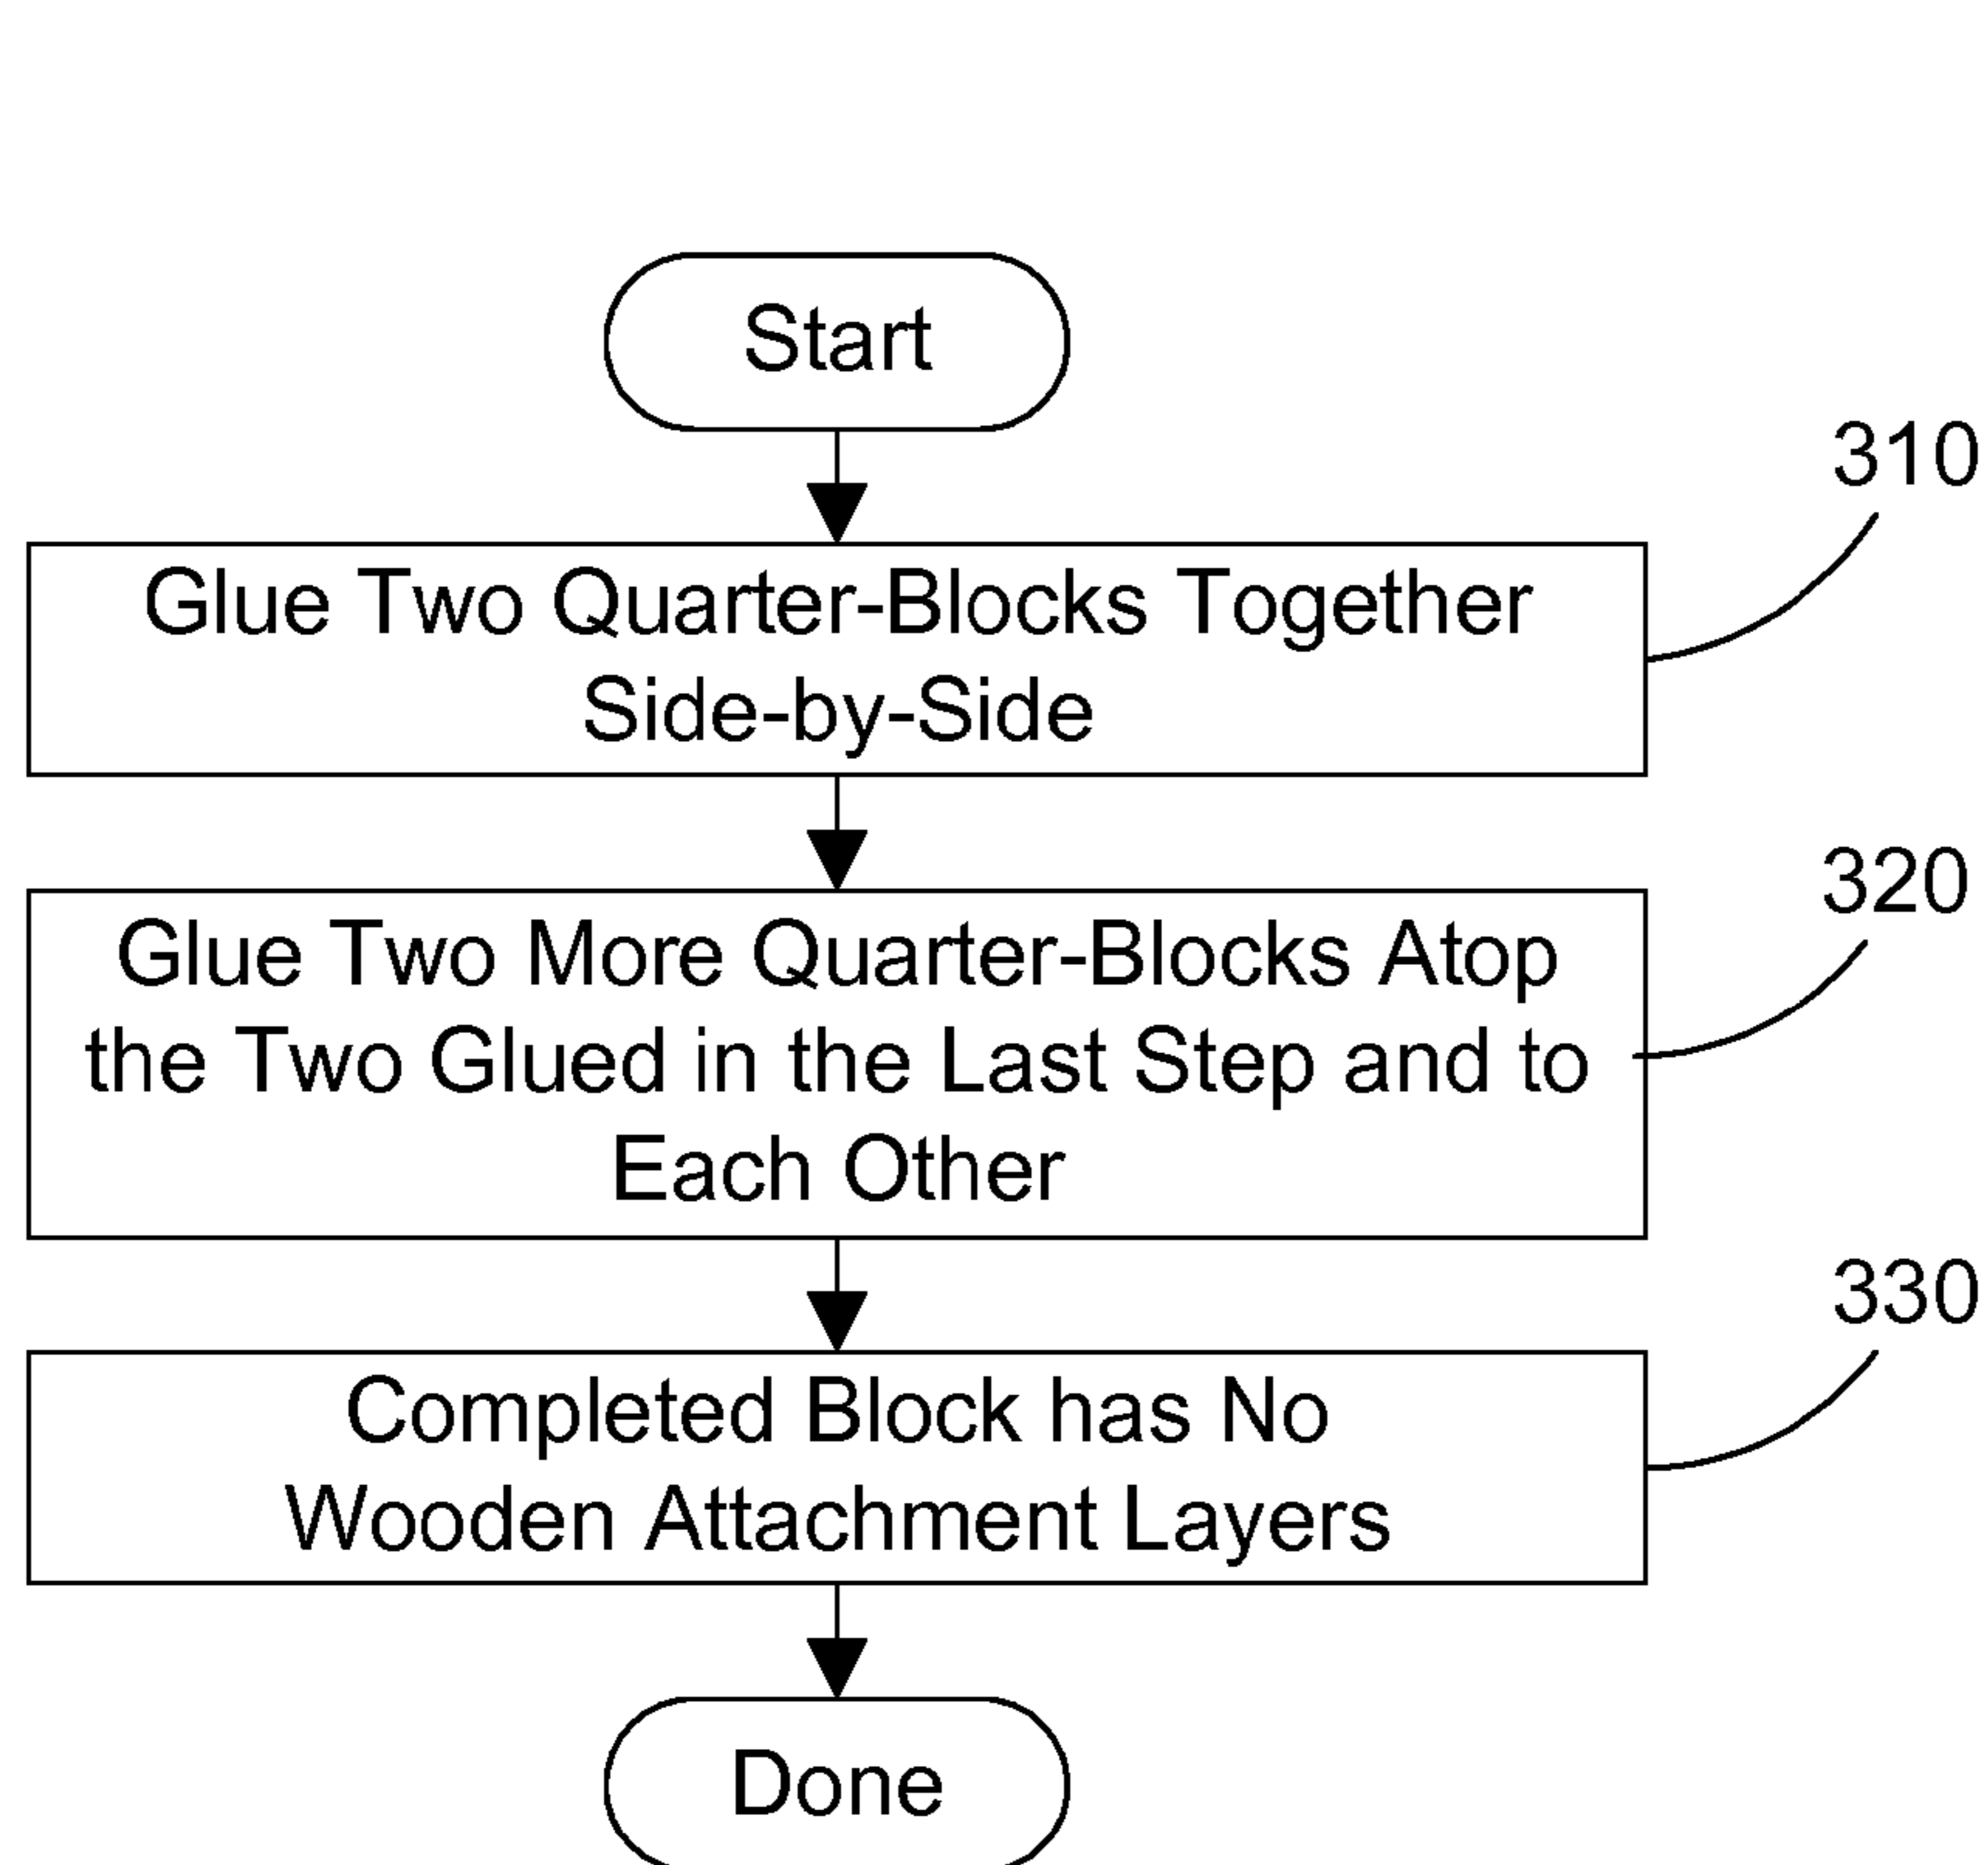 Start
310
Glue Two Quarter-Blocks Together
Side-by-Side
320
Glue Two More Quarter-Blocks Atop
the Two Glued in the Last Step and to
Each Other
330
Completed Block has No
Wooden Attachment Layers
Done